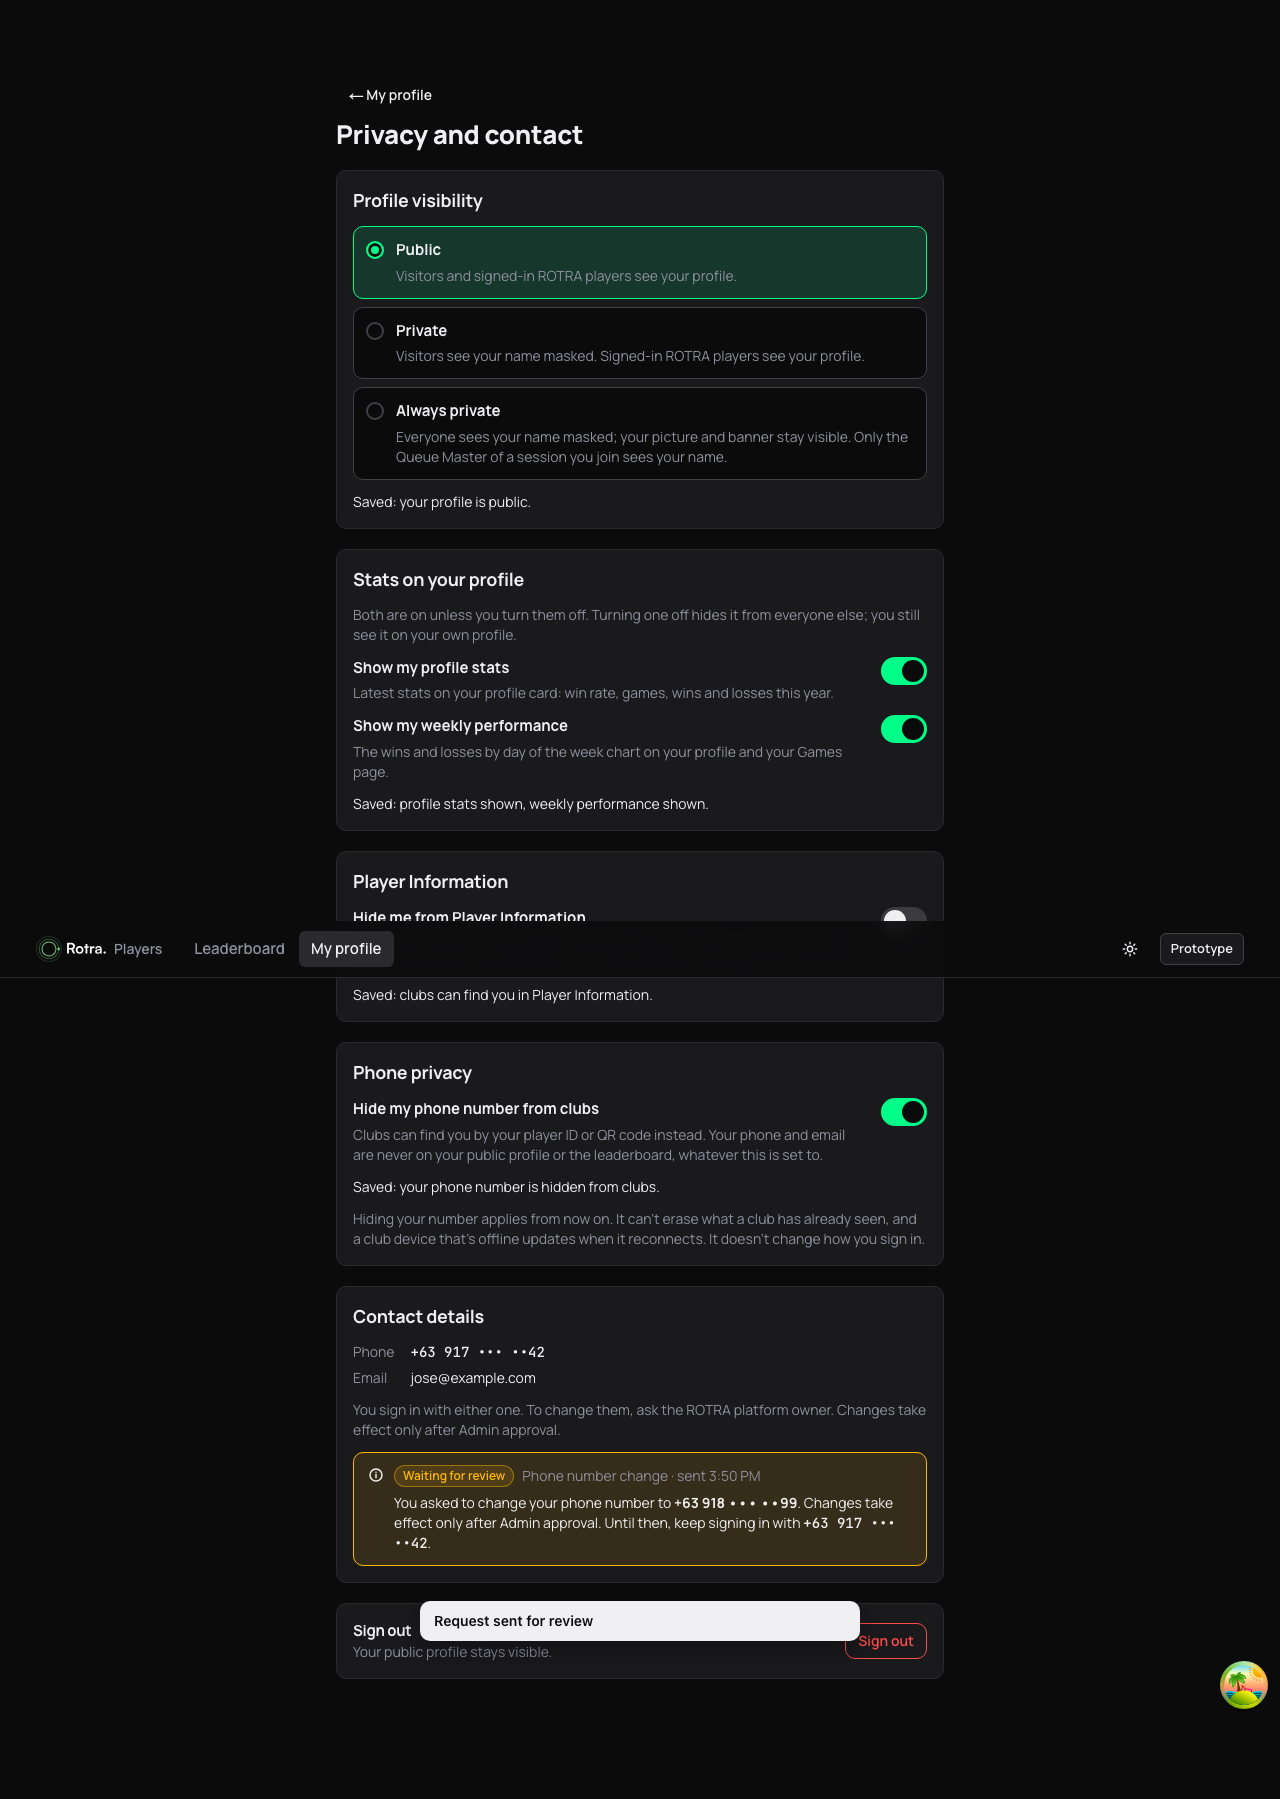 ← My profile
Privacy and contact
Profile visibility
Public
Visitors and signed-in ROTRA players see your profile.
Private
Visitors see your name masked. Signed-in ROTRA players see your profile.
Always private
Everyone sees your name masked; your picture and banner stay visible. Only the
Queue Master of a session you join sees your name.
Saved: your profile is public.
Stats on your profile
Both are on unless you turn them off. Turning one off hides it from everyone else; you still
see it on your own profile.
Show my profile stats
Latest stats on your profile card: win rate, games, wins and losses this year.
Show my weekly performance
The wins and losses by day of the week chart on your profile and your Games
page.
Saved: profile stats shown, weekly performance shown.
Player Information
Hide me from Player Information
Rotra. Players Leaderboard My profile Prototype
Saved: clubs can find you in Player Information.
Phone privacy
Hide my phone number from clubs
Clubs can find you by your player ID or QR code instead. Your phone and email
are never on your public profile or the leaderboard, whatever this is set to.
Saved: your phone number is hidden from clubs.
Hiding your number applies from now on. It can't erase what a club has already seen, and
a club device that's offline updates when it reconnects. It doesn't change how you sign in.
Contact details
Phone +63 917 ••• ••42
Email jose@example.com
You sign in with either one. To change them, ask the ROTRA platform owner. Changes take
effect only after Admin approval.
Waiting for review Phone number change · sent 3:50 PM
You asked to change your phone number to +63 918 ••• ••99. Changes take
effect only after Admin approval. Until then, keep signing in with +63 917 •••
••42.
Request sent for review
Sign out
Your public profile stays visible.
Sign out